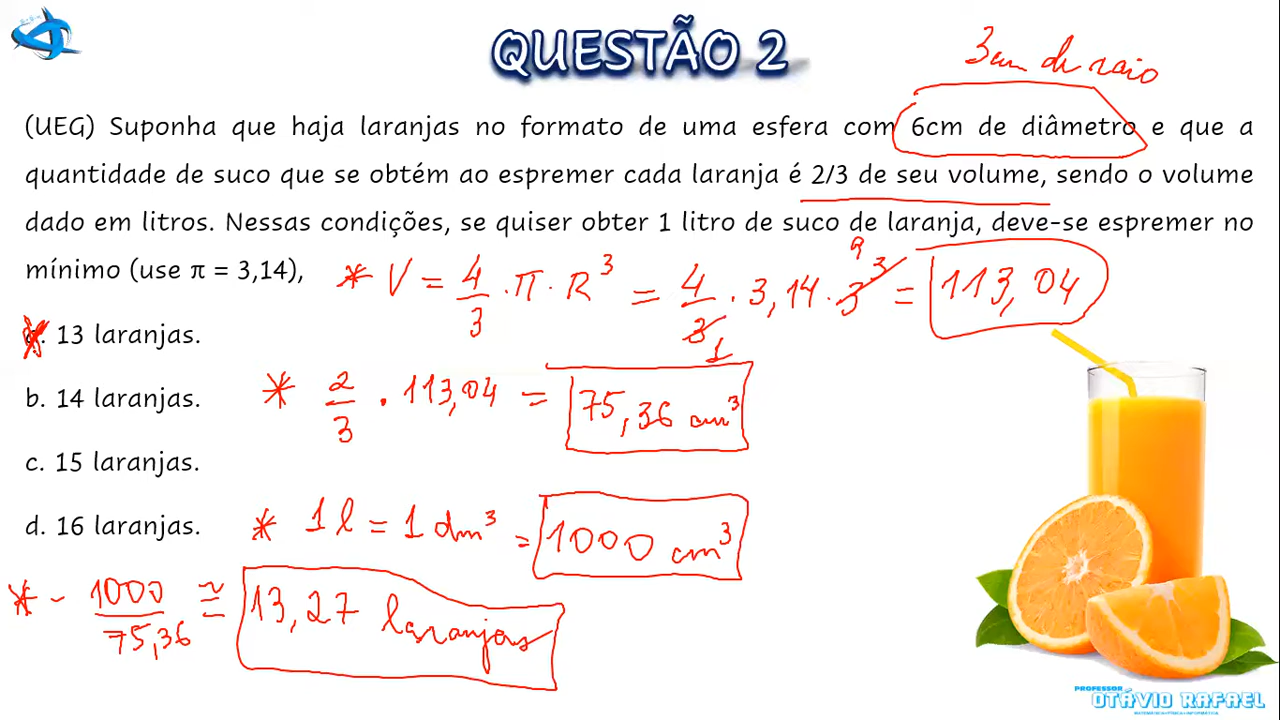 QUESTÃO 2
3cm de raio
(UEG) Suponha que haja laranjas no formato de uma esfera com 6cm de diâmetro e que a
quantidade de suco que se obtém ao espremer cada laranja é 2/3 de seu volume, sendo o volume
dado em litros. Nessas condições, se quiser obter 1 litro de suco de laranja, deve-se espremer no
mínimo (use π = 3,14),
* V = 4/3 · π · R³ = 4/3 · 3,14 · 3³ = 113,04
1
9
a. 13 laranjas.
* 2/3 · 113,04 = 75,36 cm³
b. 14 laranjas.
c. 15 laranjas.
* 1l = 1 dm³ = 1000 cm³
d. 16 laranjas.
* - 1000/75,36 ≅ 13,27 laranjas
PROFESSOR
OTÁVIO RAFAEL